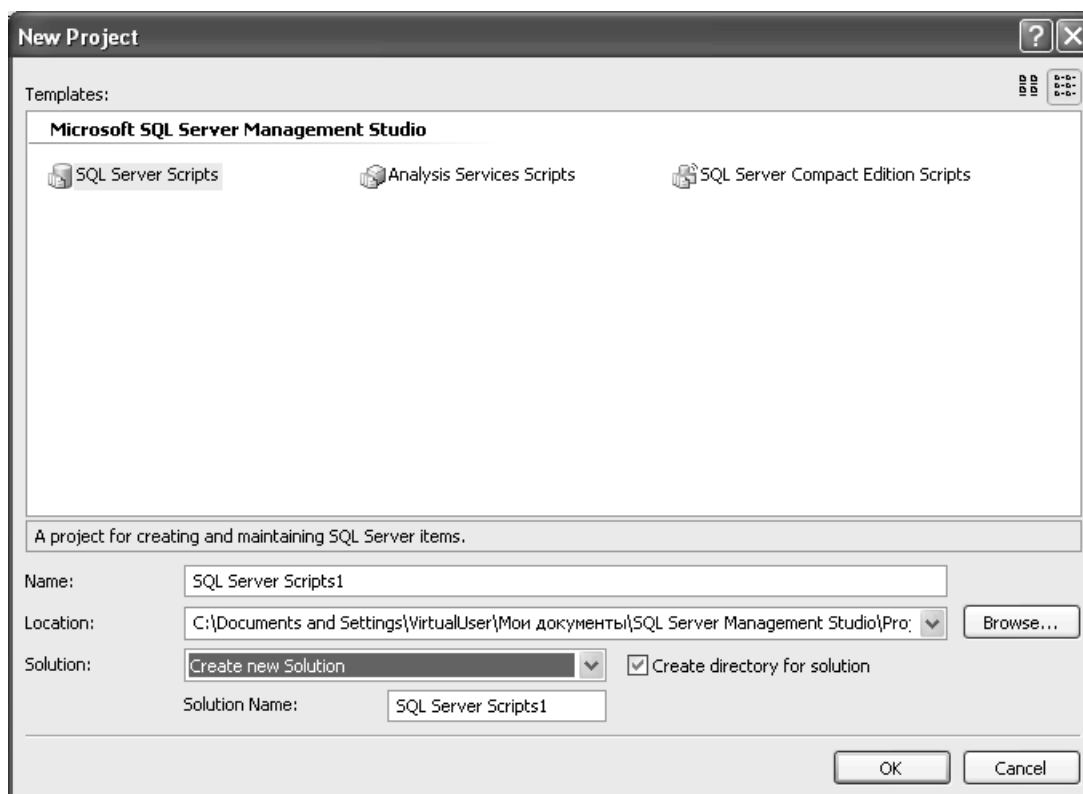 New Project
Templates:
Microsoft SQL Server Management Studio
SQL Server Scripts
Analysis Services Scripts
SQL Server Compact Edition Scripts
A project for creating and maintaining SQL Server items.
Name:
SQL Server Scripts1
Location:
C:\Documents and Settings\VirtualUser\Мои документы\SQL Server Management Studio\Proj
Browse...
Solution:
Create new Solution
Create directory for solution
Solution Name:
SQL Server Scripts1
OK
Cancel